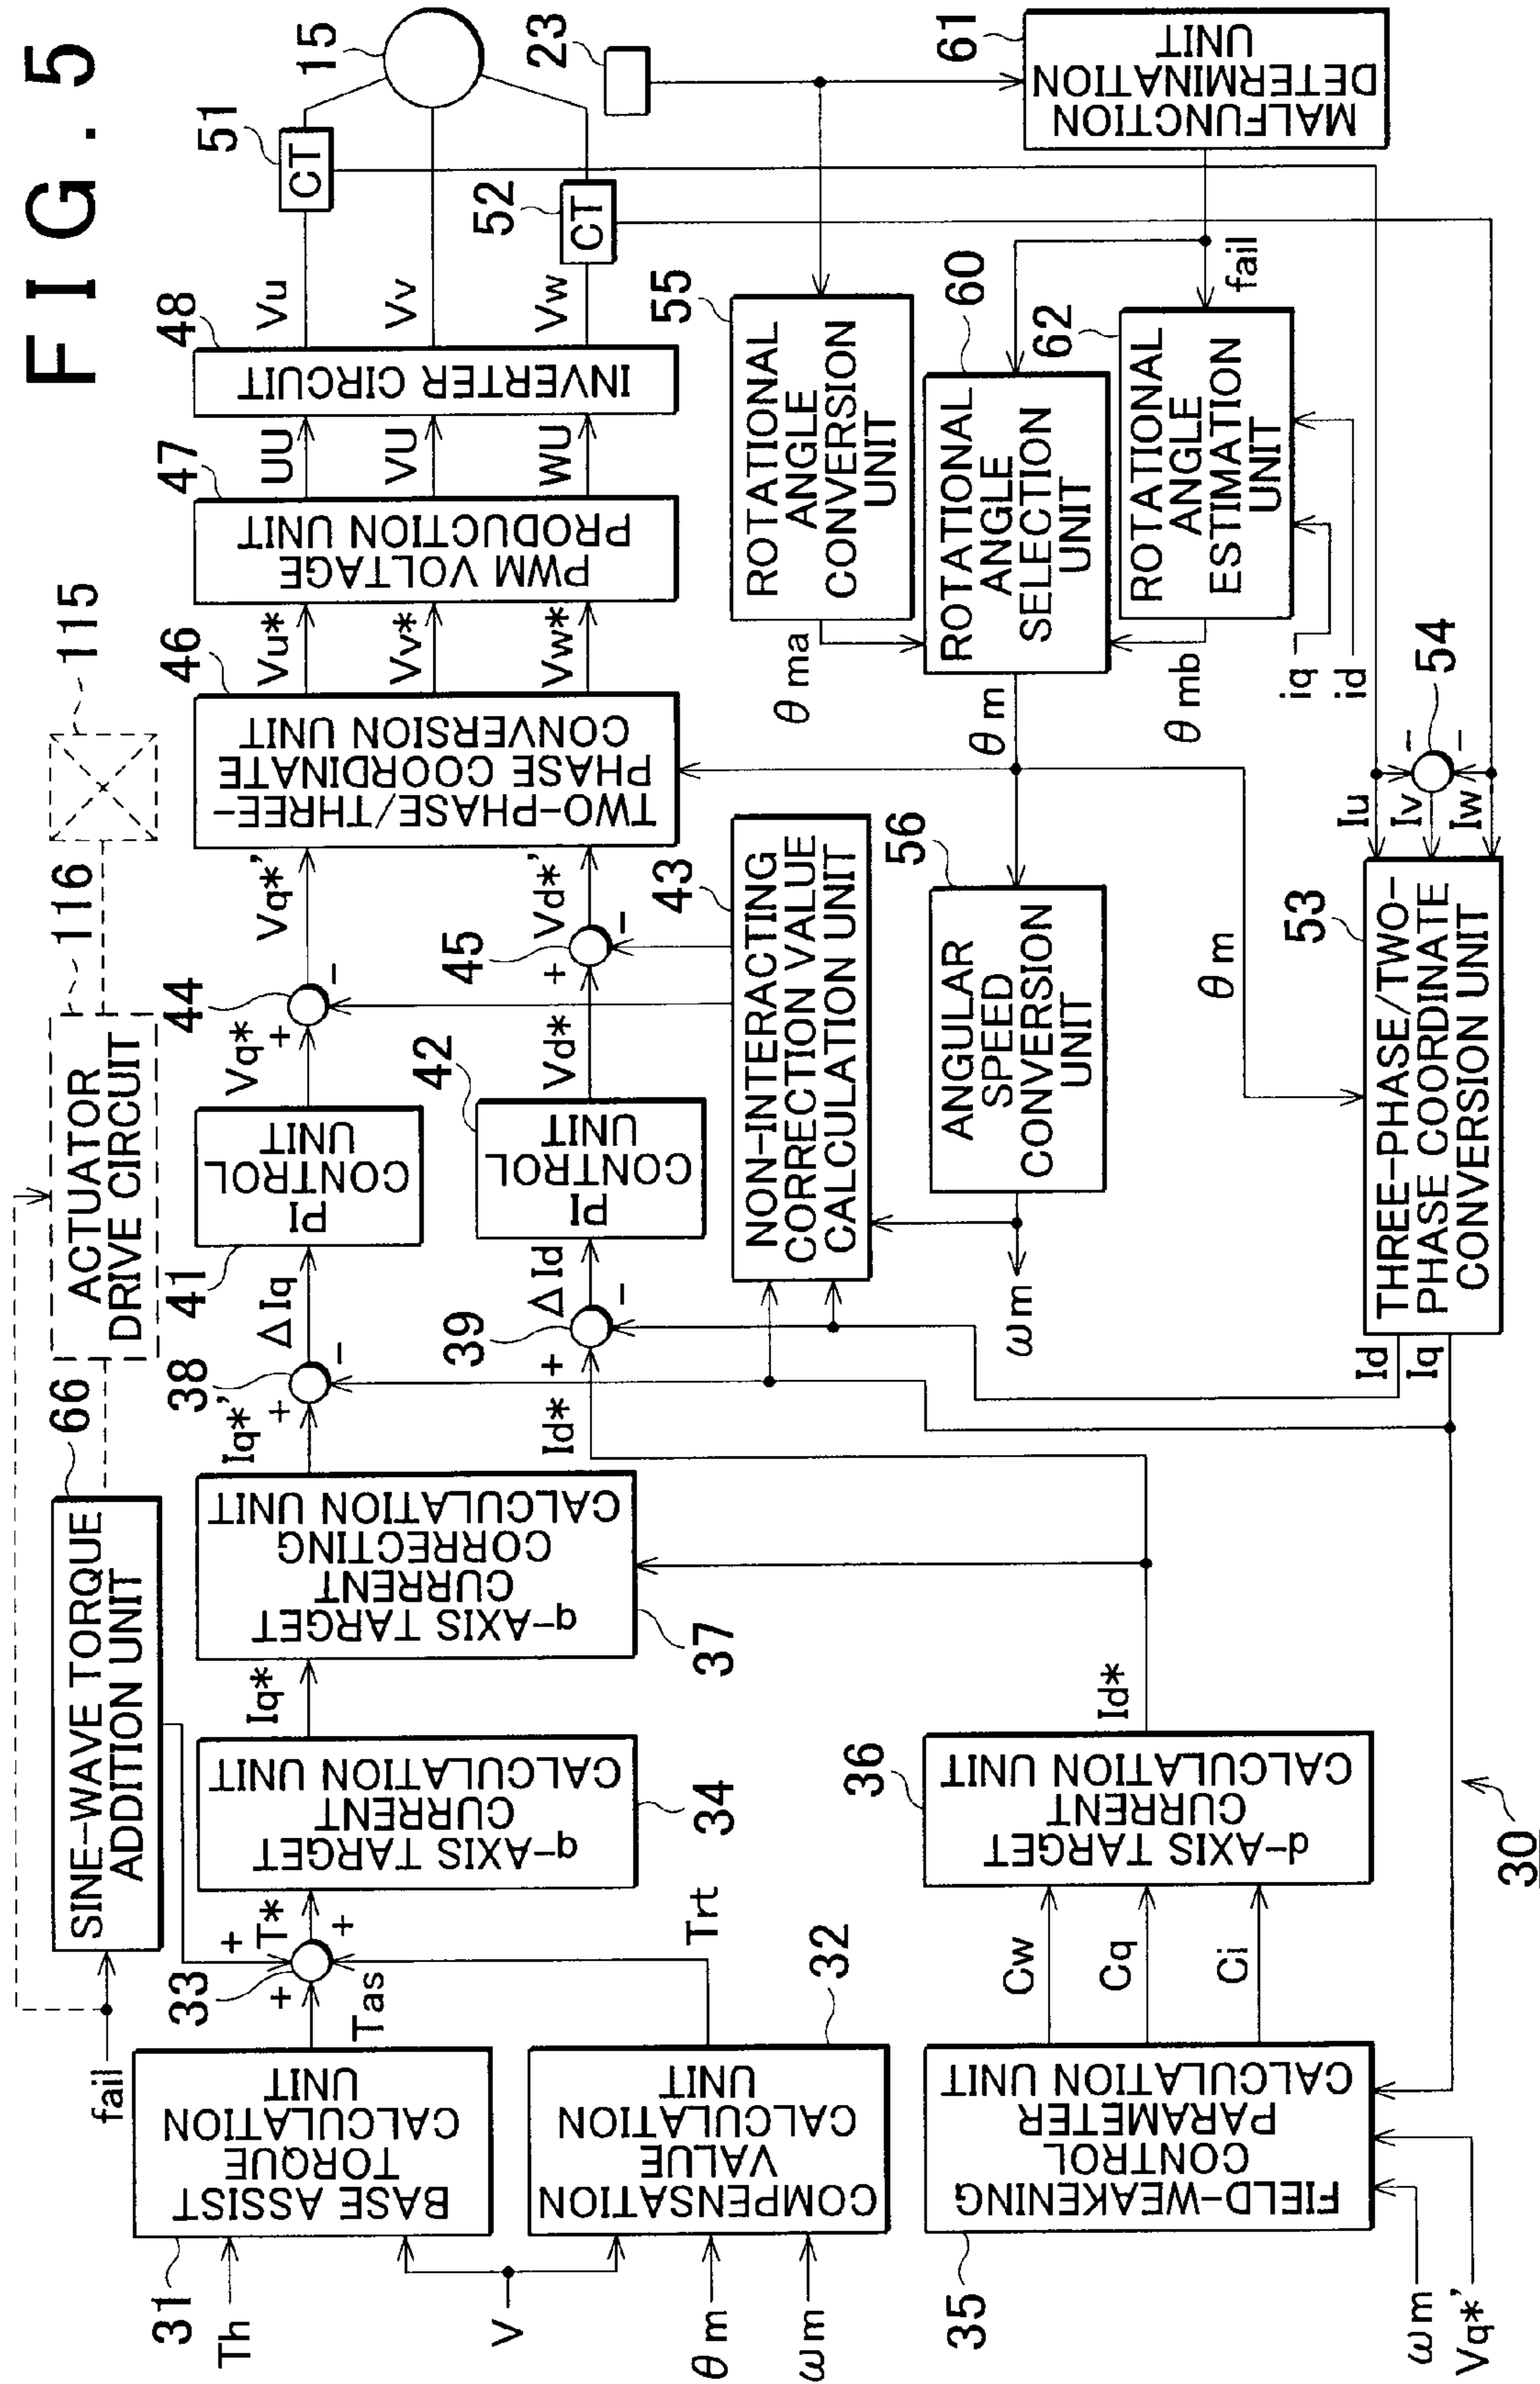 FIG. 5
fail
SINE-WAVE TORQUE
ADDITION UNIT
66
ACTUATOR
DRIVE CIRCUIT
116
115
31
BASE ASSIST
TORQUE
CALCULATION
UNIT
Th
V
θm
ωm
COMPENSATION
VALUE
CALCULATION
UNIT
32
Tas
Trt
33
+
+
+
T*
q-AXIS TARGET
CURRENT
CALCULATION UNIT
34
Iq*
q-AXIS TARGET
CURRENT
CORRECTING
CALCULATION UNIT
37
Iq*'
38
+
-
ΔIq
41
PI
CONTROL
UNIT
Vq*
44
+
-
Vq*'
35
FIELD-WEAKENING
CONTROL
PARAMETER
CALCULATION UNIT
ωm
Vq*'
Cw
Cq
Ci
36
d-AXIS TARGET
CURRENT
CALCULATION UNIT
Id*
30
Id*
39
+
-
ΔId
42
PI
CONTROL
UNIT
Vd*
45
+
-
Vd*'
43
NON-INTERACTING
CORRECTION VALUE
CALCULATION UNIT
46
TWO-PHASE/THREE-
PHASE COORDINATE
CONVERSION UNIT
Vu*
Vv*
Vw*
47
PWM VOLTAGE
PRODUCTION UNIT
UU
VU
WU
48
INVERTER CIRCUIT
Vu
Vv
Vw
51
CT
52
CT
15
23
61
MALFUNCTION
DETERMINATION
UNIT
fail
55
ROTATIONAL
ANGLE
CONVERSION
UNIT
θma
60
ROTATIONAL
ANGLE
SELECTION
UNIT
θm
62
ROTATIONAL
ANGLE
ESTIMATION
UNIT
θmb
iq
id
56
ANGULAR
SPEED
CONVERSION
UNIT
ωm
θm
53
THREE-PHASE/TWO-
PHASE COORDINATE
CONVERSION UNIT
Id
Iq
Iu
Iv
Iw
54
-
-